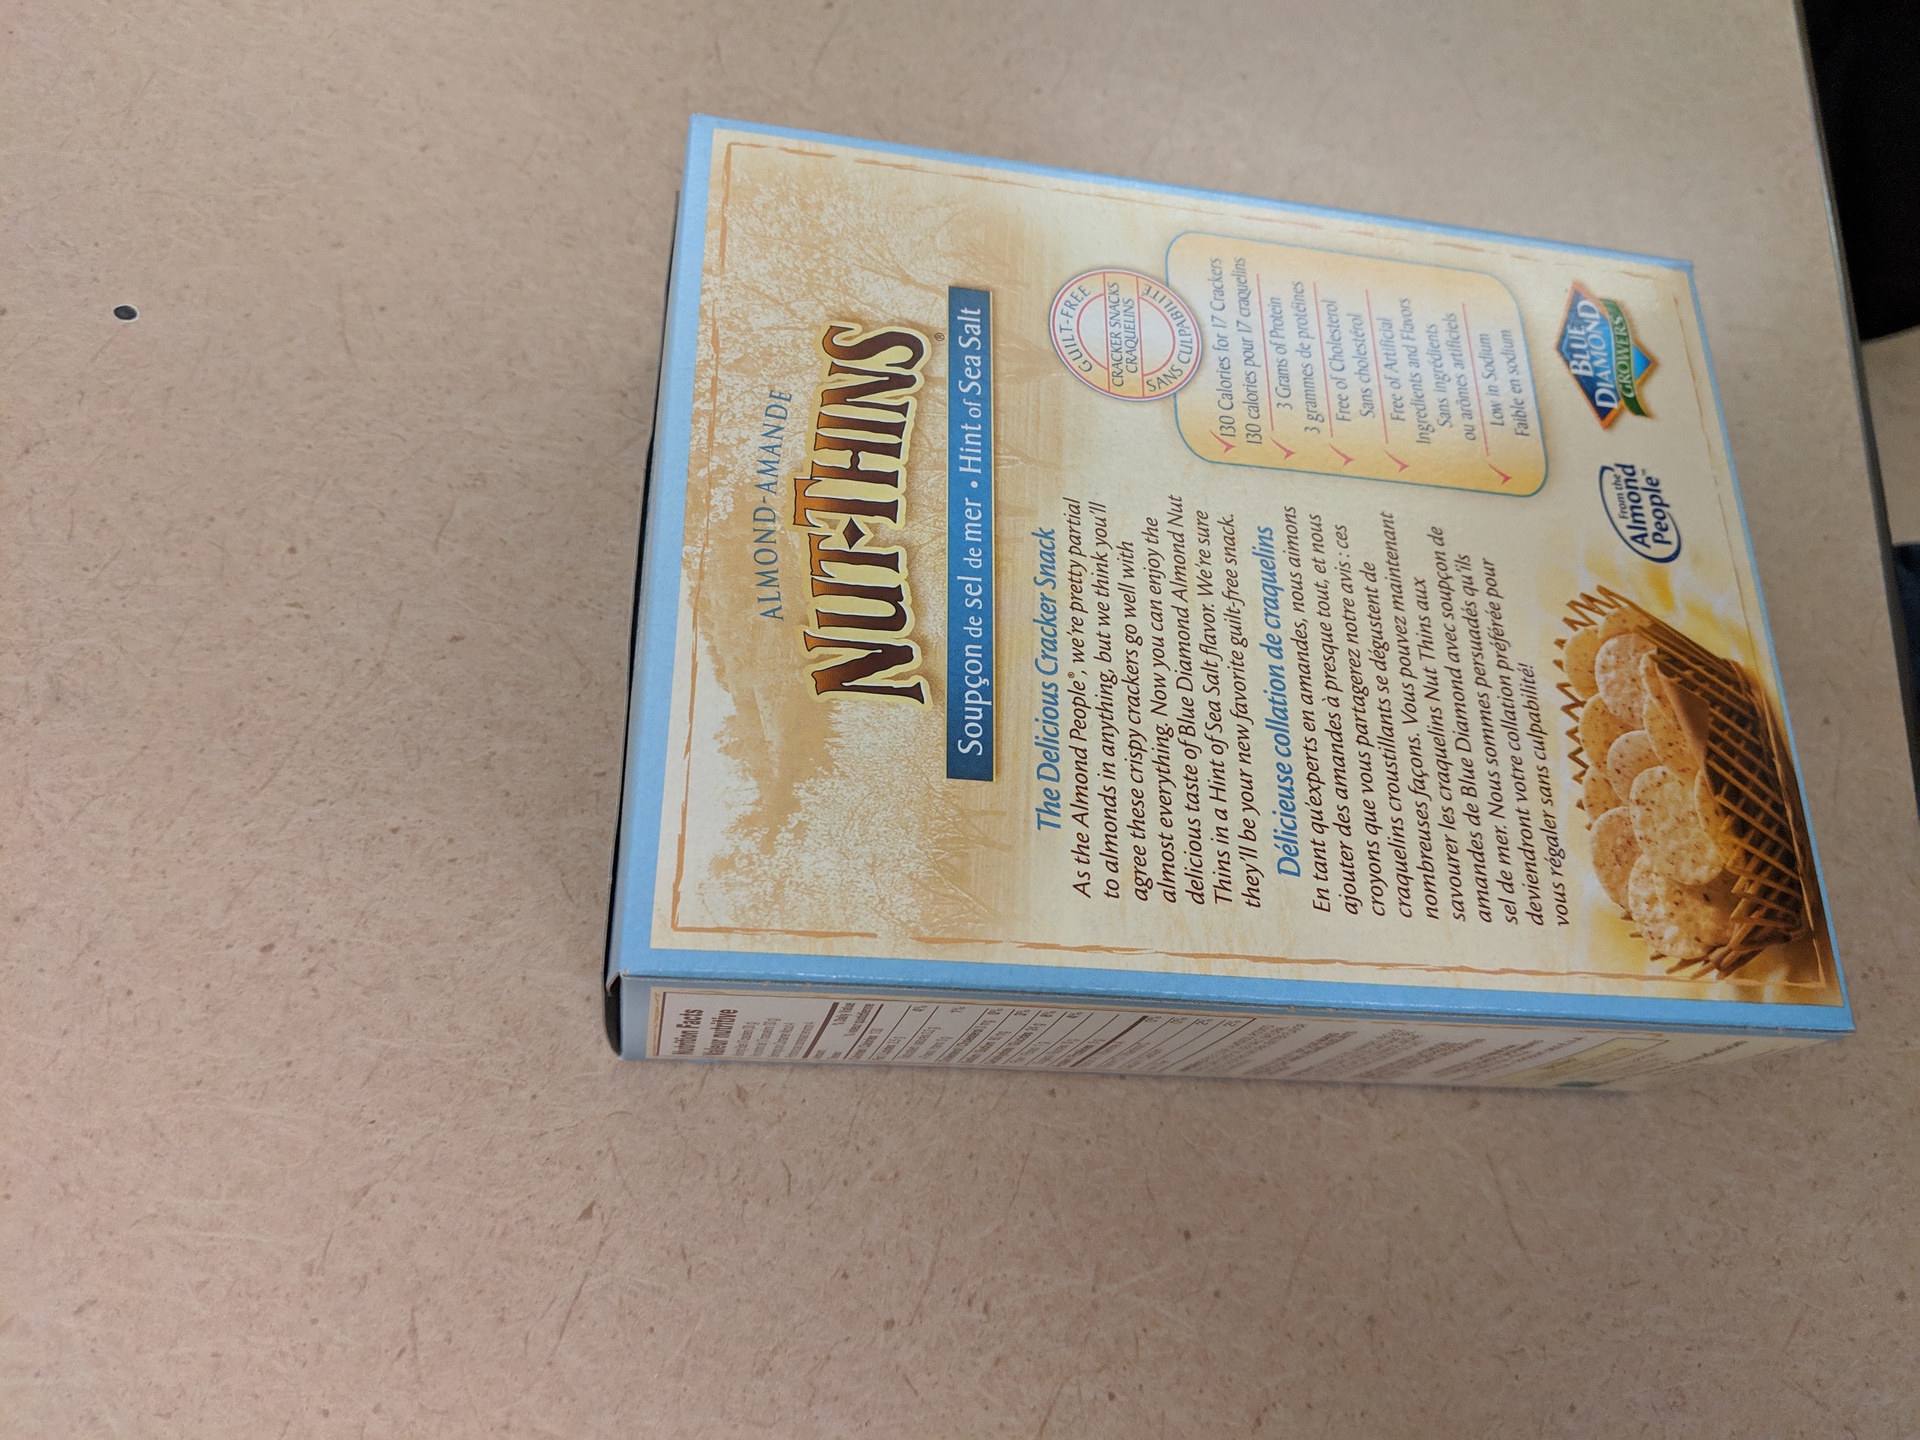 ALMOND-AMANDE
NUT•THINS®
Soupçon de sel de mer • Hint of Sea Salt
The Delicious Cracker Snack
As the Almond People®, we're pretty partial
to almonds in anything, but we think you'll
agree these crispy crackers go well with
almost everything. Now you can enjoy the
delicious taste of Blue Diamond Almond Nut
Thins in a Hint of Sea Salt flavor. We're sure
they'll be your new favorite guilt-free snack.
Délicieuse collation de craquelins
En tant qu'experts en amandes, nous aimons
ajouter des amandes à presque tout, et nous
croyons que vous partagerez notre avis : ces
craquelins croustillants se dégustent de
nombreuses façons. Vous pouvez maintenant
savourer les craquelins Nut Thins aux
amandes de Blue Diamond avec soupçon de
sel de mer. Nous sommes persuadés qu'ils
deviendront votre collation préférée pour
vous régaler sans culpabilité!
GUILT-FREE
CRACKER SNACKS
CRAQUELINS
SANS CULPABILITÉ
130 Calories for 17 Crackers
130 calories pour 17 craquelins
3 Grams of Protein
3 grammes de protéines
Free of Cholesterol
Sans cholestérol
Free of Artificial
Ingredients and Flavors
Sans ingrédients
ou arômes artificiels
Low in Sodium
Faible en sodium
From the
Almond
People™
BLUE
DIAMOND
GROWERS
Nutrition Facts
Valeur nutritive